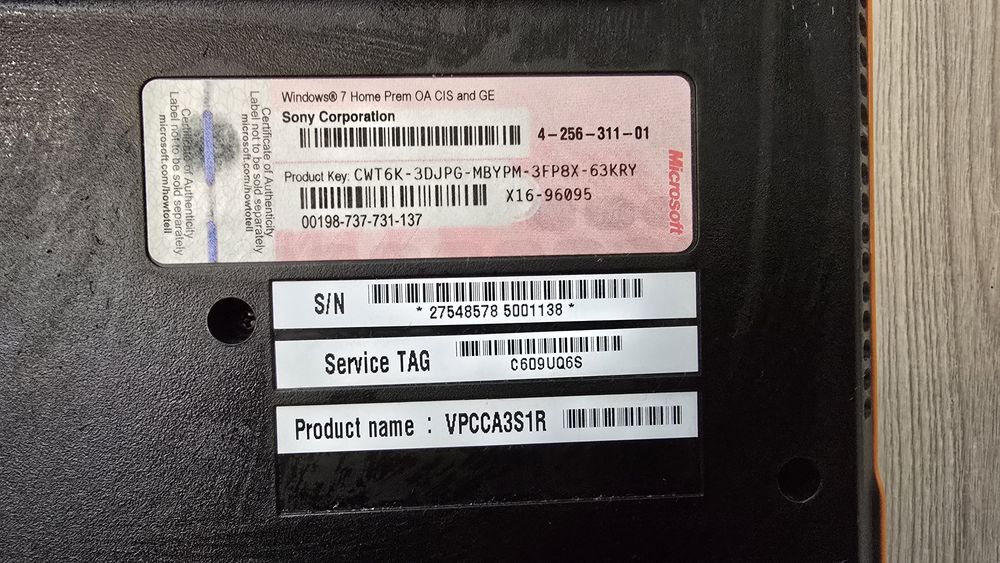 Windows® 7 Home Prem OA CIS and GE
Sony Corporation
4-256-311-01
Product Key: CWT6K-3DJPG-MBYPM-3FP8X-63KRY
X16-96095
00198-737-731-137
Microsoft
Certificate of Authenticity
Label not to be sold separately
microsoft.com/howtotell
Certificate of Authenticity
Label not to be sold separately
microsoft.com/howtotell
S/N
* 27548578 5001138 *
Service TAG
C609UQ6S
Product name : VPCCA3S1R